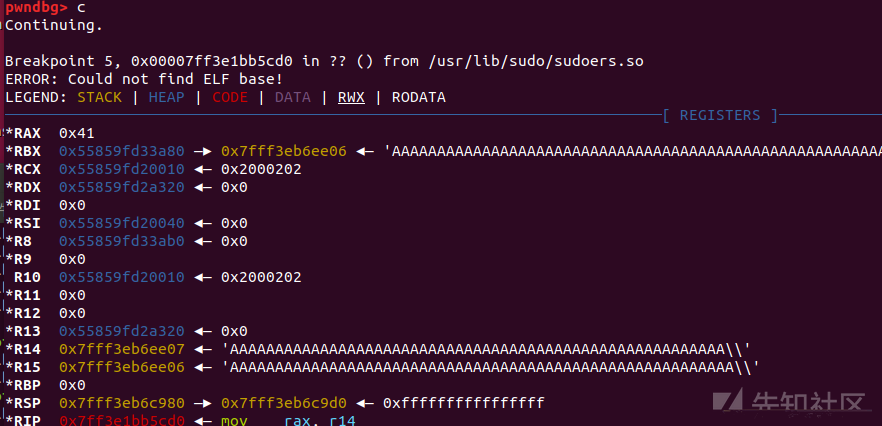 pwndbg> c
Continuing.
Breakpoint 5, 0x00007ff3e1bb5cd0 in ?? () from /usr/lib/sudo/sudoers.so
ERROR: Could not find ELF base!
LEGEND: STACK | HEAP | CODE | DATA | RWX | RODATA
[ REGISTERS ]
*RAX 0x41
*RBX 0x55859fd33a80 —▸ 0x7fff3eb6ee06 ◂— 'AAAAAAAAAAAAAAAAAAAAAAAAAAAAAAAAAAAAAAAAAAAAAAAAAAAAAAA
*RCX 0x55859fd20010 ◂— 0x2000202
*RDX 0x55859fd2a320 ◂— 0x0
*RDI 0x0
*RSI 0x55859fd20040 ◂— 0x0
*R8 0x55859fd33ab0 ◂— 0x0
*R9 0x0
R10 0x55859fd20010 ◂— 0x2000202
*R11 0x0
*R12 0x0
*R13 0x55859fd2a320 ◂— 0x0
*R14 0x7fff3eb6ee07 ◂— 'AAAAAAAAAAAAAAAAAAAAAAAAAAAAAAAAAAAAAAAAAAAAAAAAAAAAAAA\\'
*R15 0x7fff3eb6ee06 ◂— 'AAAAAAAAAAAAAAAAAAAAAAAAAAAAAAAAAAAAAAAAAAAAAAAAAAAAAAAA\\'
*RBP 0x0
*RSP 0x7fff3eb6c980 —▸ 0x7fff3eb6c9d0 ◂— 0xffffffffffffffff
*RIP 0x7ff3e1bb5cd0 ◂— mov rax, r14
先知社区